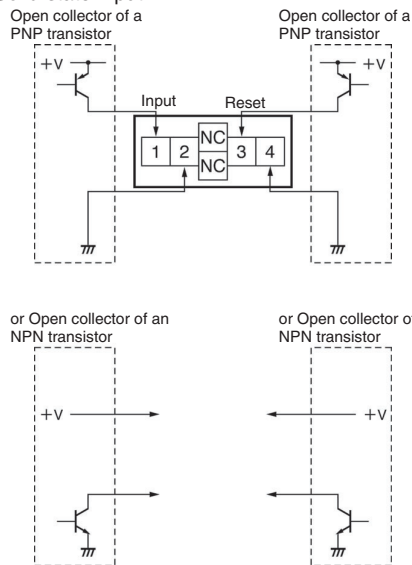 Open collector of a
PNP transistor
Open collector of a
PNP transistor
+V
+V
Input
Reset
1
2
NC
NC
3
4
or Open collector of an
NPN transistor
or Open collector
NPN transistor
+V
+V